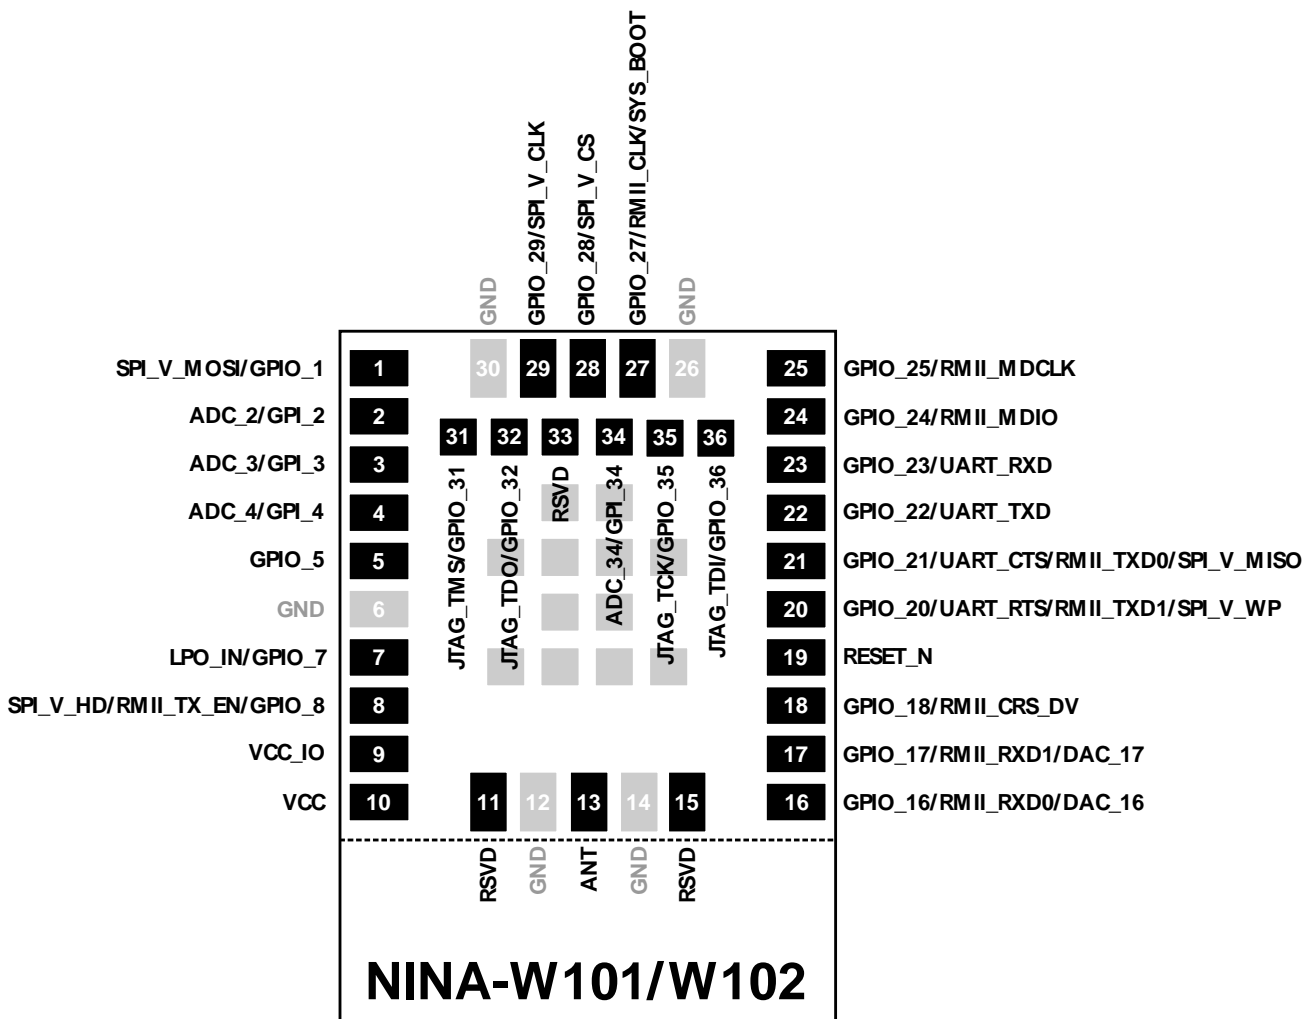 GND
GPIO_29/SPI_V_CLK
GPIO_28/SPI_V_CS
GPIO_27/RMII_CLK/SYS_BOOT
GND
30
29
28
27
26
SPI_V_MOSI/GPIO_1
1
ADC_2/GPI_2
2
ADC_3/GPI_3
3
ADC_4/GPI_4
4
GPIO_5
5
GND
6
LPO_IN/GPIO_7
7
SPI_V_HD/RMII_TX_EN/GPIO_8
8
VCC_IO
9
VCC
10
31
32
33
34
35
36
JTAG_TMS/GPIO_31
JTAG_TDO/GPIO_32
RSVD
ADC_34/GPI_34
JTAG_TCK/GPIO_35
JTAG_TDI/GPIO_36
25
GPIO_25/RMII_MDCLK
24
GPIO_24/RMII_MDIO
23
GPIO_23/UART_RXD
22
GPIO_22/UART_TXD
21
GPIO_21/UART_CTS/RMII_TXD0/SPI_V_MISO
20
GPIO_20/UART_RTS/RMII_TXD1/SPI_V_WP
19
RESET_N
18
GPIO_18/RMII_CRS_DV
17
GPIO_17/RMII_RXD1/DAC_17
16
GPIO_16/RMII_RXD0/DAC_16
11
12
13
14
15
RSVD
GND
ANT
GND
RSVD
NINA-W101/W102